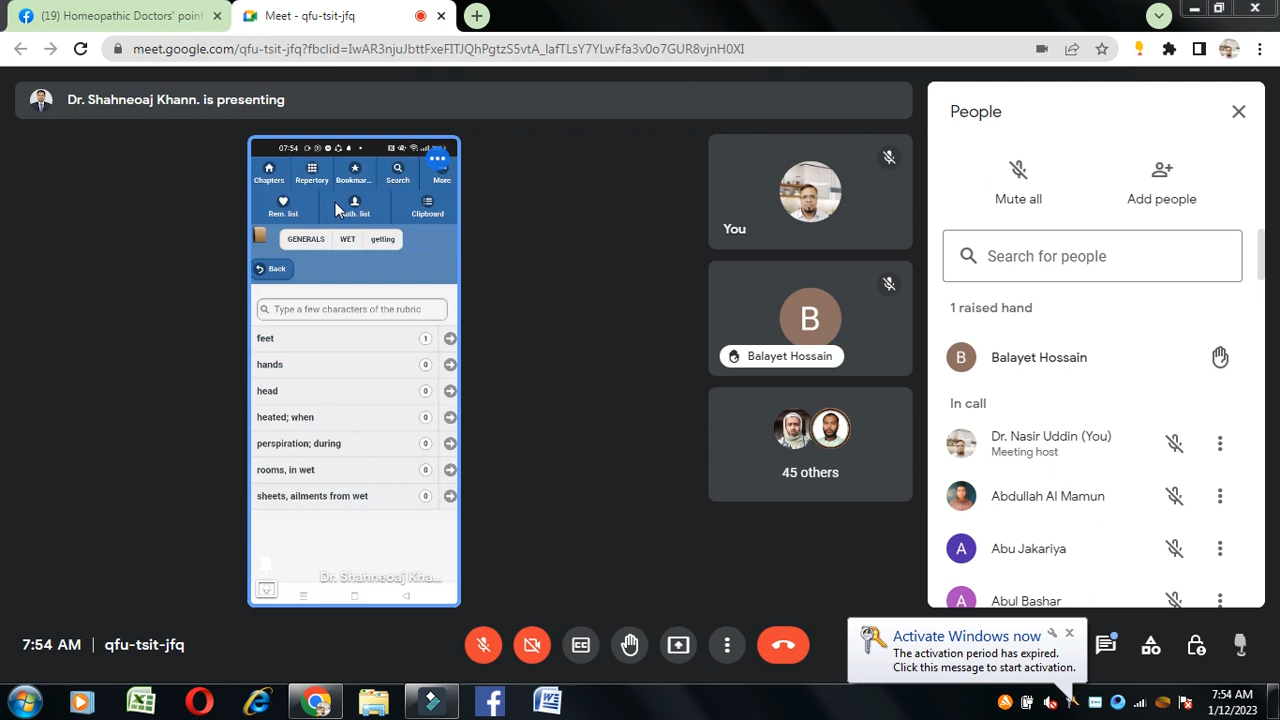 (19) Homeopathic Doctors' point
Meet - qfu-tsit-jfq
meet.google.com/qfu-tsit-jfq?fbclid=IwAR3njuJbttFxeFITJQhPgtzS5vtA_lafTLsY7YLwFfa3v0o7GUR8vjnH0XI
Dr. Shahneoaj Khann. is presenting
07:54
Chapters Repertory Bookmar... Search More
Rem. list uth. list Clipboard
GENERALS WET getting
Back
Type a few characters of the rubric
feet 1
hands 0
head 0
heated; when 0
perspiration; during 0
rooms, in wet 0
sheets, ailments from wet 0
Dr. Shahneoaj Kha...
You
B
Balayet Hossain
45 others
People
Mute all Add people
Search for people
1 raised hand
B Balayet Hossain
In call
Dr. Nasir Uddin (You)
Meeting host
Abdullah Al Mamun
A Abu Jakariya
A Abul Bashar
Activate Windows now
The activation period has expired.
Click this message to start activation.
7:54 AM | qfu-tsit-jfq
7:54 AM
1/12/2023